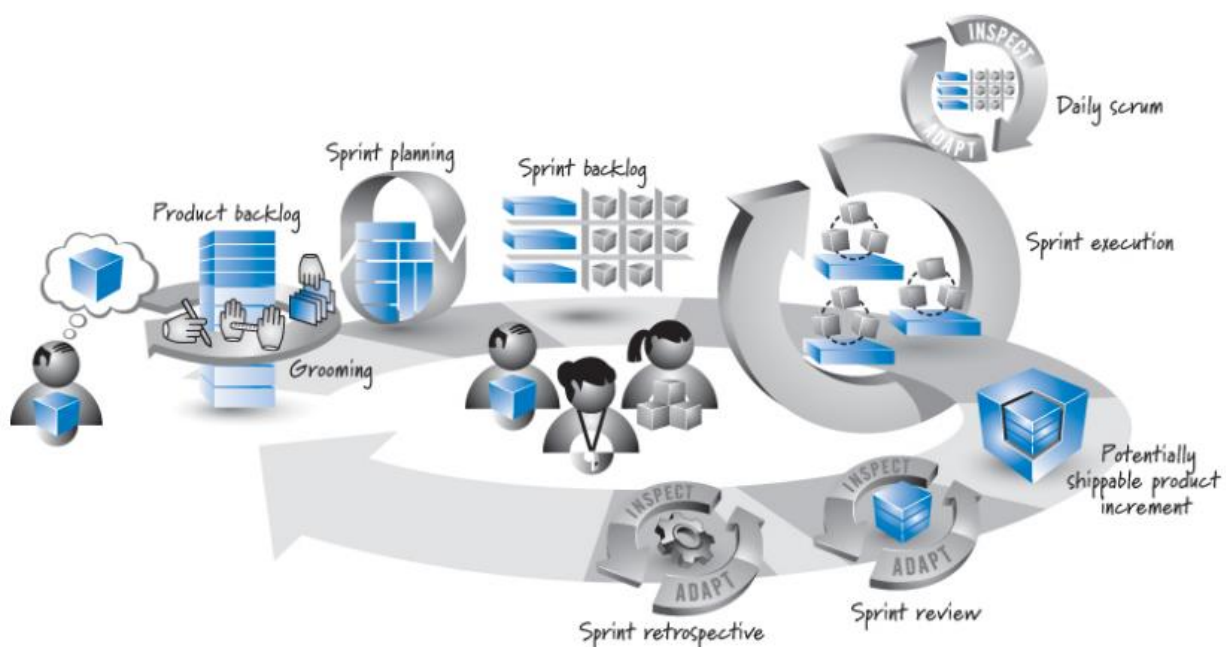 INSPECT
ADAPT
Daily scrum
Sprint planning
Sprint backlog
Product backlog
Sprint execution
Grooming
Potentially
shippable product
increment
INSPECT
ADAPT
Sprint review
INSPECT
ADAPT
Sprint retrospective